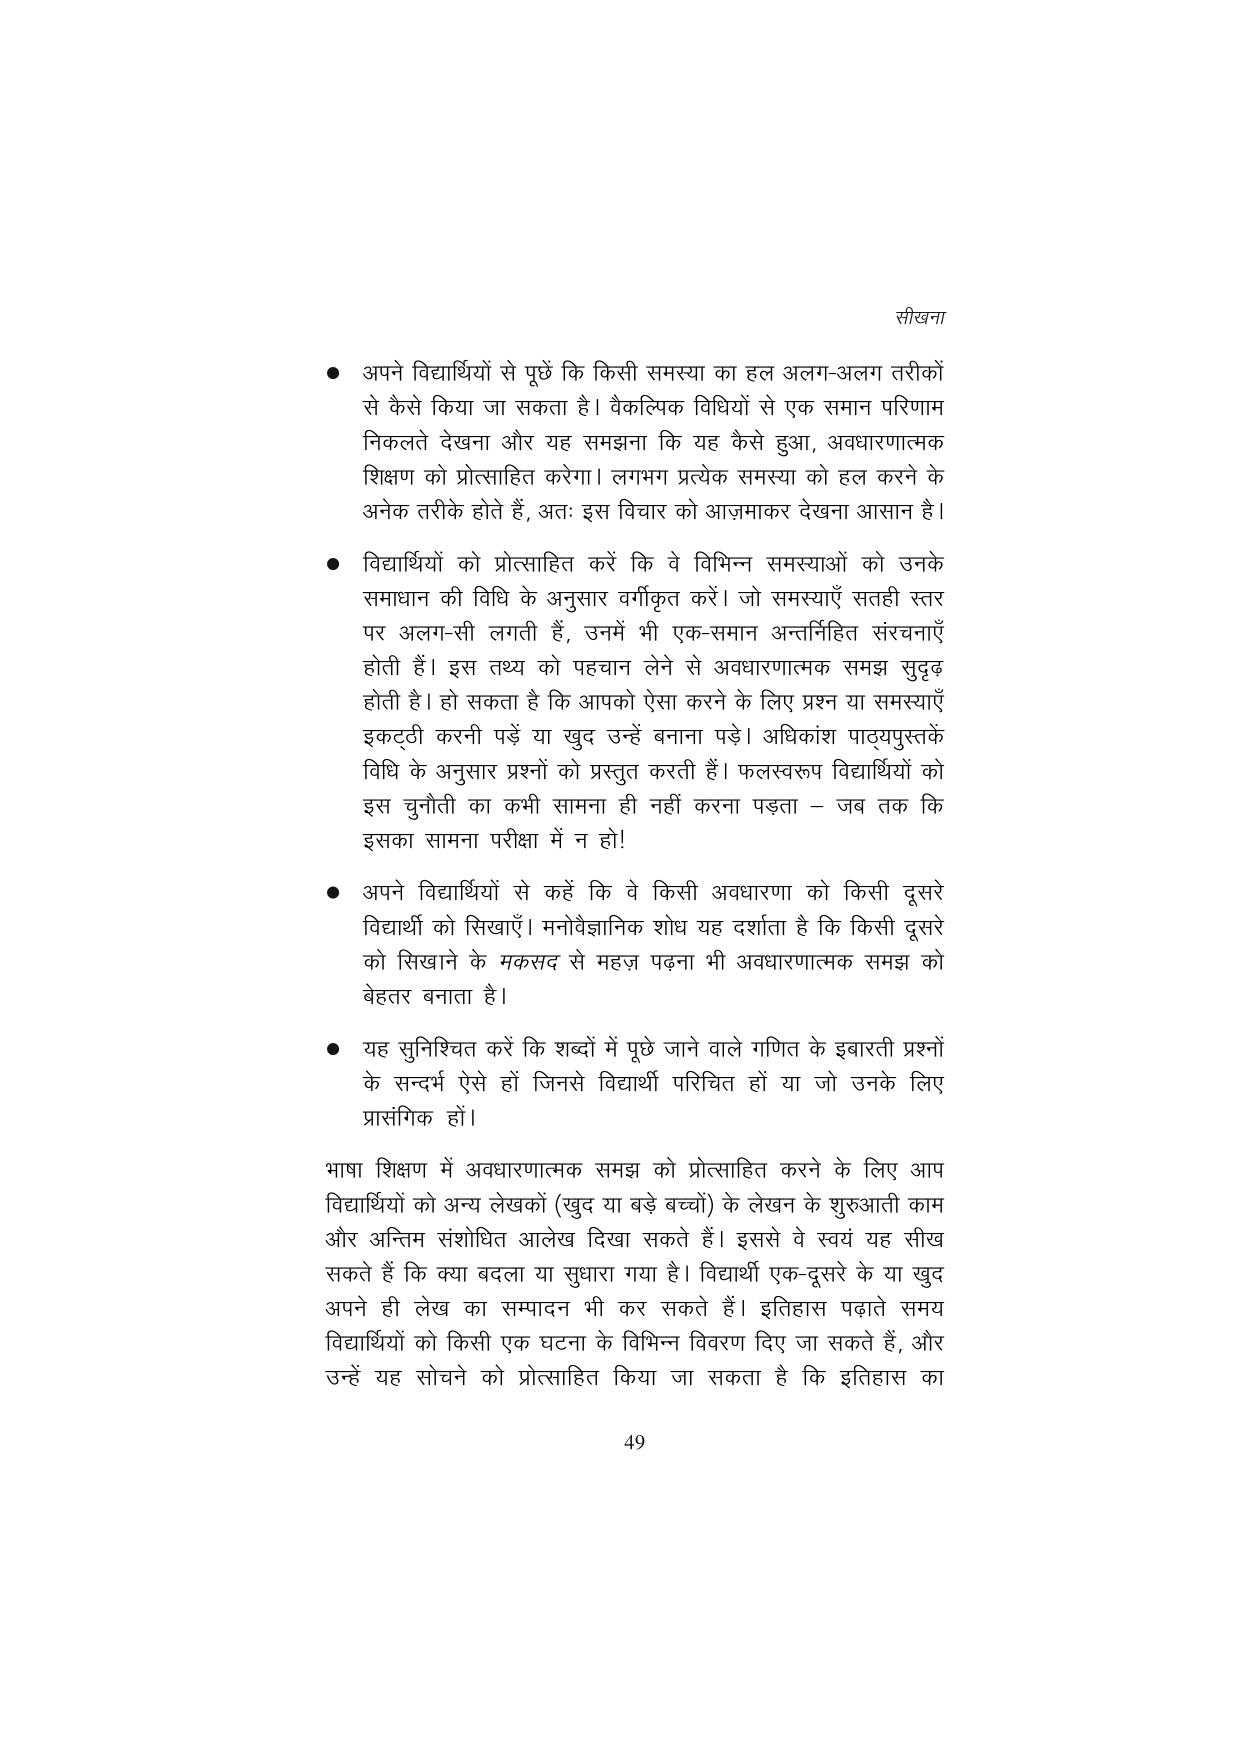 सीखना
● अपने विद्यार्थियों से पूछें कि किसी समस्या का हल अलग-अलग तरीकों
से कैसे किया जा सकता है। वैकल्पिक विधियों से एक समान परिणाम
निकलते देखना और यह समझना कि यह कैसे हुआ, अवधारणात्मक
शिक्षण को प्रोत्साहित करेगा। लगभग प्रत्येक समस्या को हल करने के
अनेक तरीके होते हैं, अतः इस विचार को आज़माकर देखना आसान है।
● विद्यार्थियों को प्रोत्साहित करें कि वे विभिन्न समस्याओं को उनके
समाधान की विधि के अनुसार वर्गीकृत करें। जो समस्याएँ सतही स्तर
पर अलग-सी लगती हैं, उनमें भी एक-समान अन्तर्निहित संरचनाएँ
होती हैं। इस तथ्य को पहचान लेने से अवधारणात्मक समझ सुदृढ़
होती है। हो सकता है कि आपको ऐसा करने के लिए प्रश्न या समस्याएँ
इकट्ठी करनी पड़ें या खुद उन्हें बनाना पड़े। अधिकांश पाठ्यपुस्तकें
विधि के अनुसार प्रश्नों को प्रस्तुत करती हैं। फलस्वरूप विद्यार्थियों को
इस चुनौती का कभी सामना ही नहीं करना पड़ता – जब तक कि
इसका सामना परीक्षा में न हो!
● अपने विद्यार्थियों से कहें कि वे किसी अवधारणा को किसी दूसरे
विद्यार्थी को सिखाएँ। मनोवैज्ञानिक शोध यह दर्शाता है कि किसी दूसरे
को सिखाने के मकसद से महज़ पढ़ना भी अवधारणात्मक समझ को
बेहतर बनाता है।
● यह सुनिश्चित करें कि शब्दों में पूछे जाने वाले गणित के इबारती प्रश्नों
के सन्दर्भ ऐसे हों जिनसे विद्यार्थी परिचित हों या जो उनके लिए
प्रासंगिक हों।
भाषा शिक्षण में अवधारणात्मक समझ को प्रोत्साहित करने के लिए आप
विद्यार्थियों को अन्य लेखकों (खुद या बड़े बच्चों) के लेखन के शुरुआती काम
और अन्तिम संशोधित आलेख दिखा सकते हैं। इससे वे स्वयं यह सीख
सकते हैं कि क्या बदला या सुधारा गया है। विद्यार्थी एक-दूसरे के या खुद
अपने ही लेख का सम्पादन भी कर सकते हैं। इतिहास पढ़ाते समय
विद्यार्थियों को किसी एक घटना के विभिन्न विवरण दिए जा सकते हैं, और
उन्हें यह सोचने को प्रोत्साहित किया जा सकता है कि इतिहास का
49